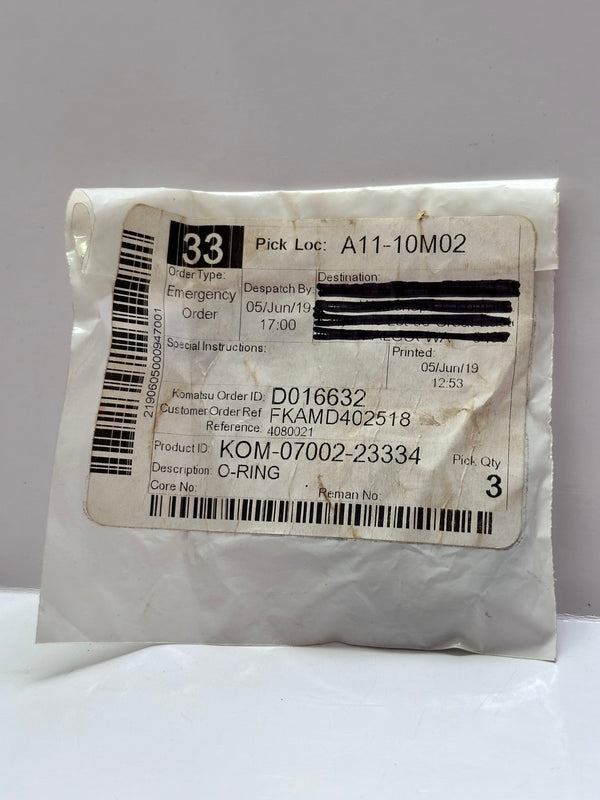 33 Pick Loc: A11-10M02
Order Type:
Emergency
Order
Despatch By:
05/Jun/19
17:00
Destination:
Special Instructions:
Printed:
05/Jun/19
12:53
Komatsu Order ID: D016632
Customer Order Ref FKAMD402518
Reference: 4080021
Product ID: KOM-07002-23334
Pick Qty
3
Description: O-RING
Core No:
Reman No:
2190605000947001